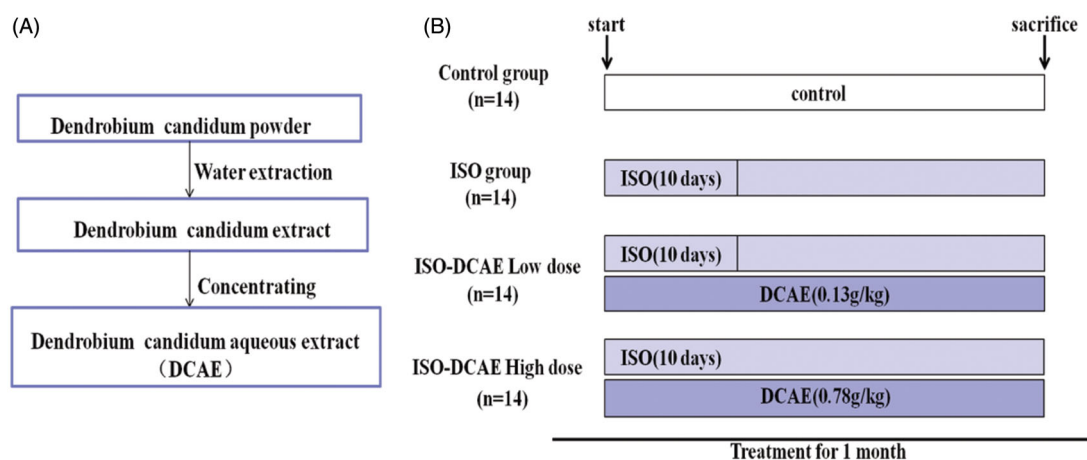 (A)
Dendrobium candidum powder
Water extraction
Dendrobium candidum extract
Concentrating
Dendrobium candidum aqueous extract
（DCAE）
(B)
start
sacrifice
Control group
(n=14)
control
ISO group
(n=14)
ISO(10 days)
ISO-DCAE Low dose
(n=14)
ISO(10 days)
DCAE(0.13g/kg)
ISO-DCAE High dose
(n=14)
ISO(10 days)
DCAE(0.78g/kg)
Treatment for 1 month